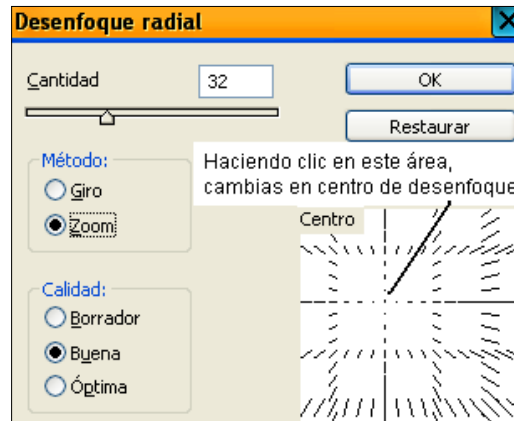 Desenfoque radial
Cantidad 32 OK
Restaurar
Método:
Giro
Zoom
Haciendo clic en este área,
cambias en centro de desenfoque
Centro
Calidad:
Borrador
Buena
Óptima